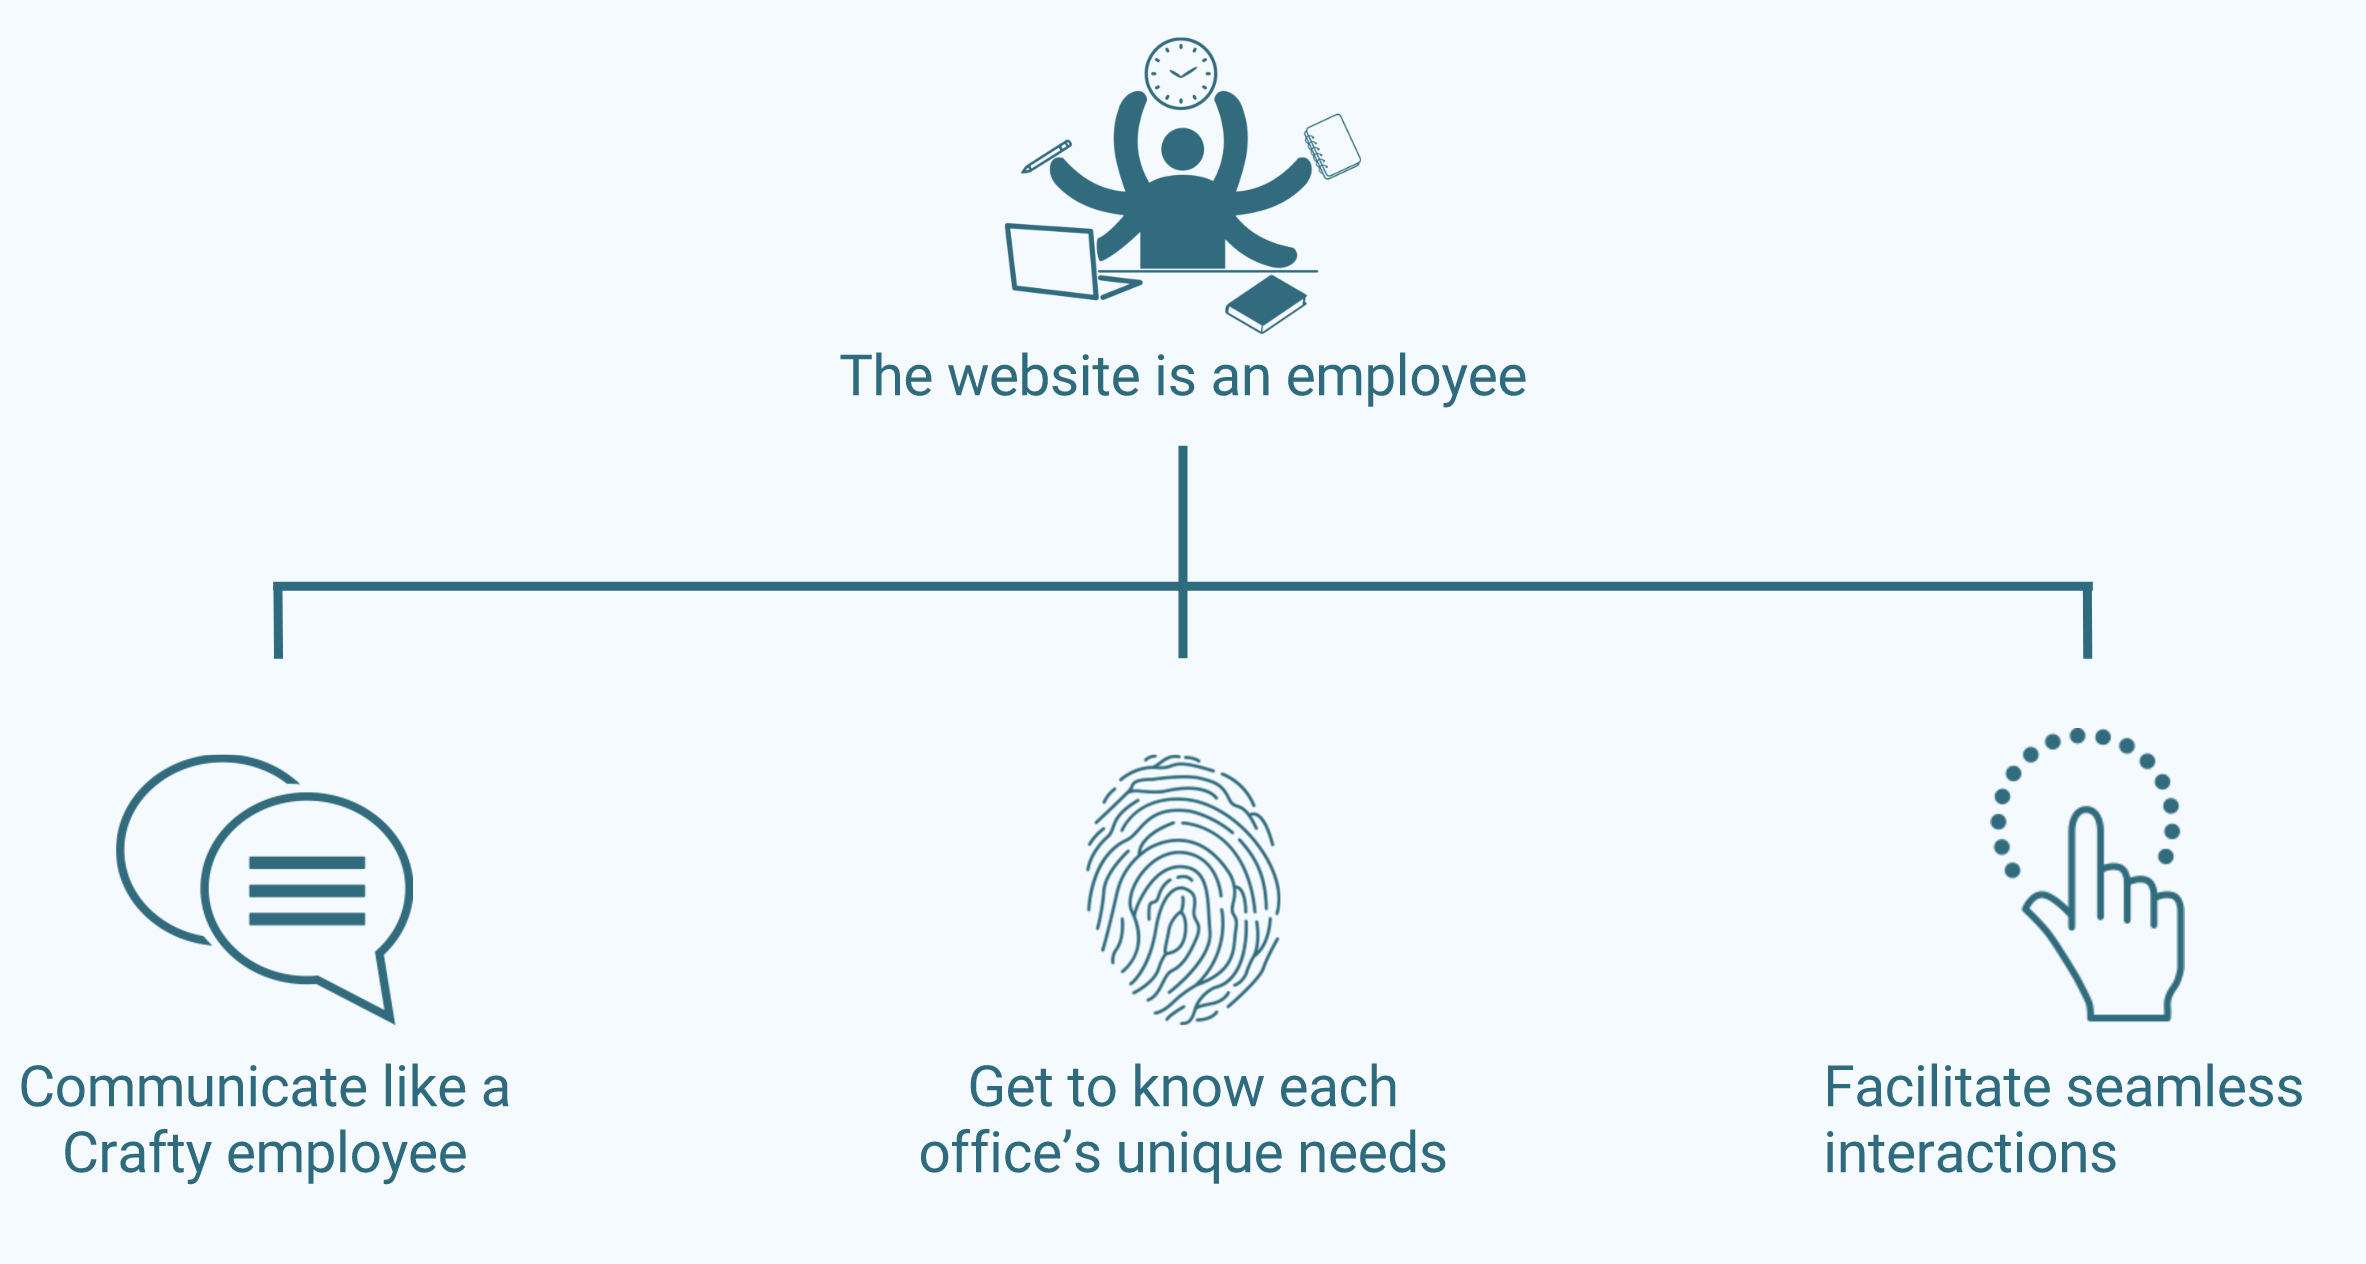 The website is an employee
Communicate like a
Crafty employee
Get to know each
office’s unique needs
Facilitate seamless
interactions